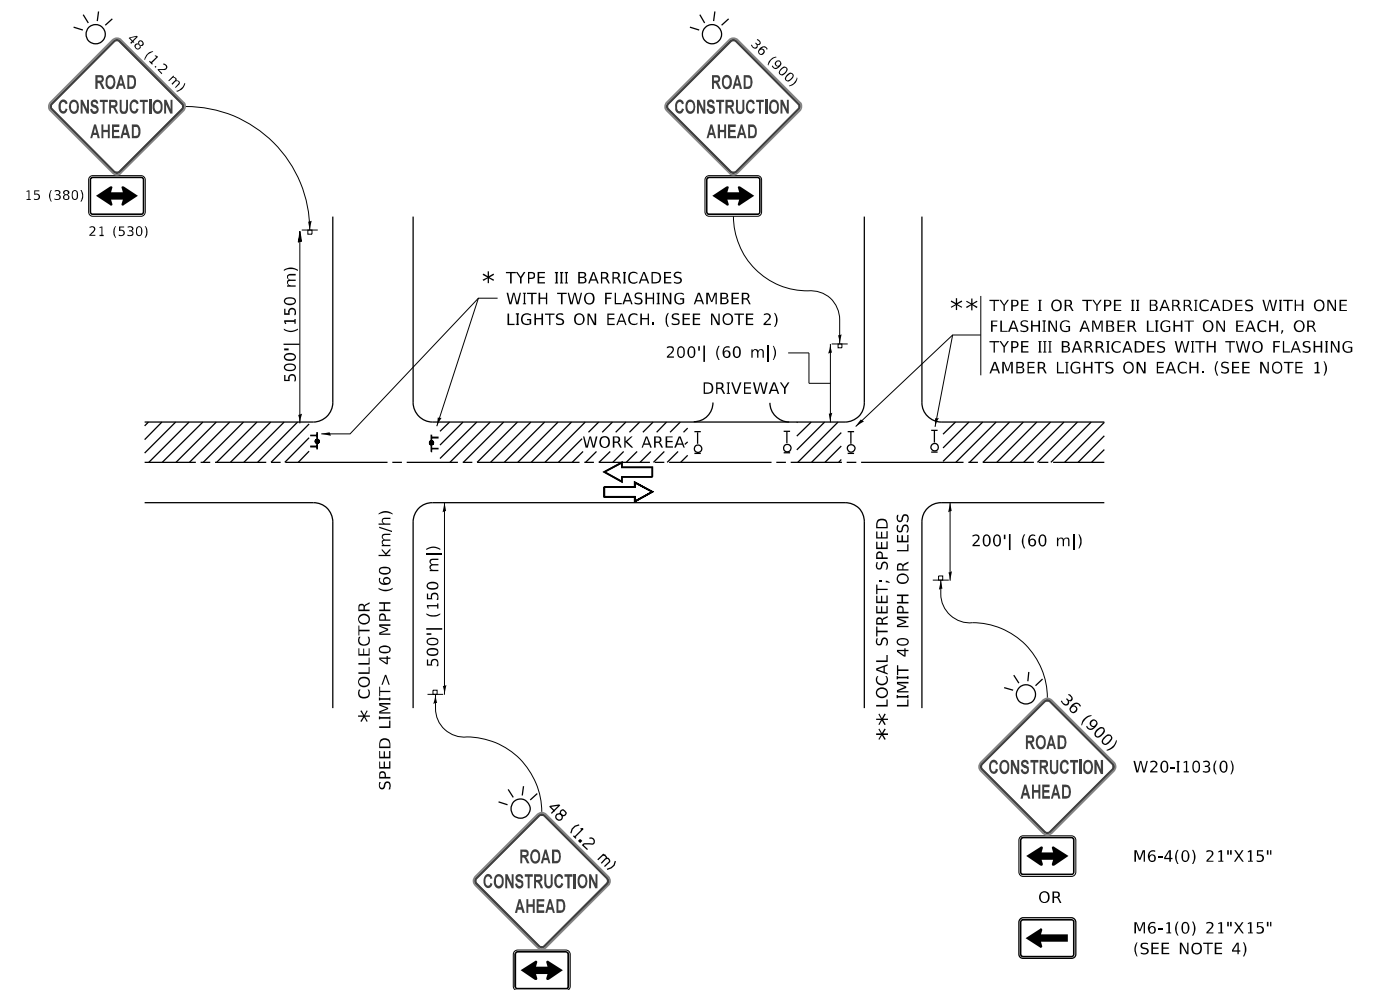 48 (1.2 m)
ROAD
CONSTRUCTION
AHEAD
15 (380)
21 (530)
36 (900)
ROAD
CONSTRUCTION
AHEAD
500'| (150 m)
* TYPE III BARRICADES
WITH TWO FLASHING AMBER
LIGHTS ON EACH. (SEE NOTE 2)
200'| (60 m|)
DRIVEWAY
** TYPE I OR TYPE II BARRICADES WITH ONE
FLASHING AMBER LIGHT ON EACH, OR
TYPE III BARRICADES WITH TWO FLASHING
AMBER LIGHTS ON EACH. (SEE NOTE 1)
WORK AREA
* COLLECTOR
SPEED LIMIT> 40 MPH (60 km/h)
500'| (150 m|)
** LOCAL STREET; SPEED
LIMIT 40 MPH OR LESS
200'| (60 m|)
48 (1.2 m)
ROAD
CONSTRUCTION
AHEAD
36 (900)
ROAD
CONSTRUCTION
AHEAD
W20-I103(0)
M6-4(0) 21"X15"
OR
M6-1(0) 21"X15"
(SEE NOTE 4)